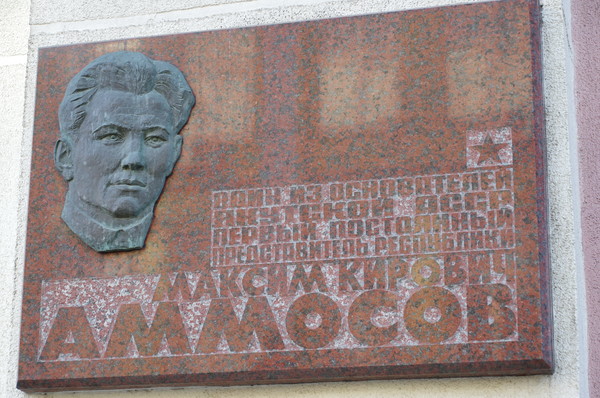 ОДИН ИЗ ОСНОВАТЕЛЕЙ
ЯКУТСКОЙ АССР
ПЕРВЫЙ ПОСТОЯННЫЙ
ПРЕДСТАВИТЕЛЬ РЕСПУБЛИКИ
МАКСИМ КИРОВИЧ
АММОСОВ